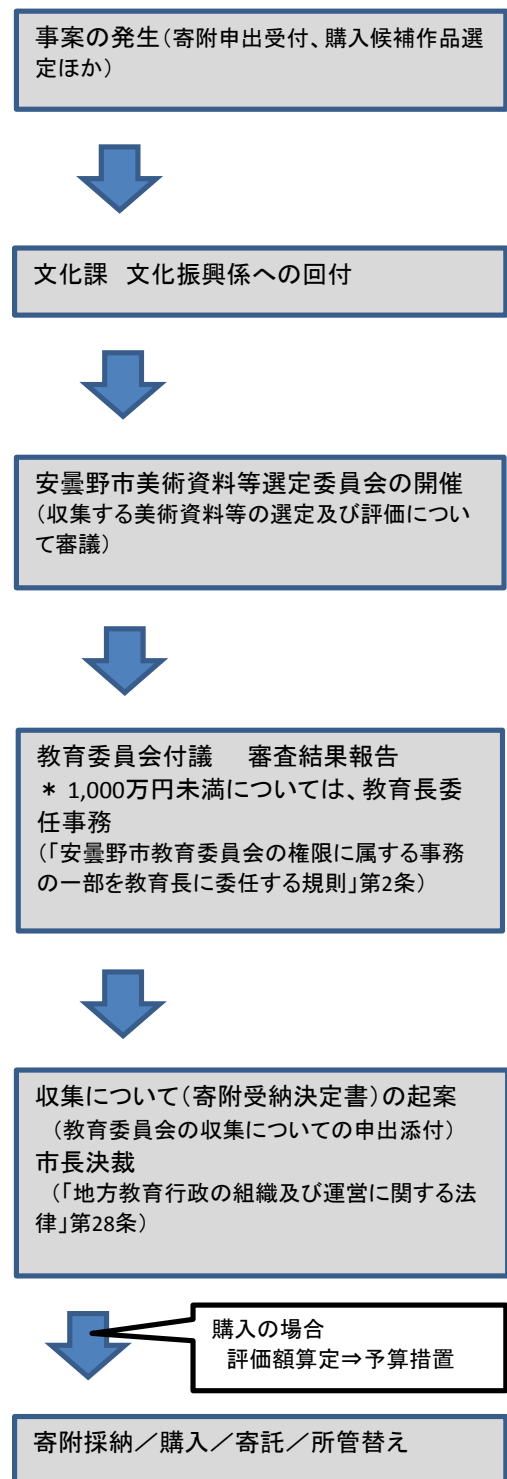 事案の発生（寄附申出受付、購入候補作品選
定ほか）
文化課　文化振興係への回付
安曇野市美術資料等選定委員会の開催
（収集する美術資料等の選定及び評価につい
て審議）
教育委員会付議　　審査結果報告
＊ 1,000万円未満については、教育長委
任事務
（「安曇野市教育委員会の権限に属する事務
の一部を教育長に委任する規則」第2条）
収集について（寄附受納決定書）の起案
（教育委員会の収集についての申出添付）
市長決裁
（「地方教育行政の組織及び運営に関する法
律」第28条）
購入の場合
評価額算定⇒予算措置
寄附採納／購入／寄託／所管替え